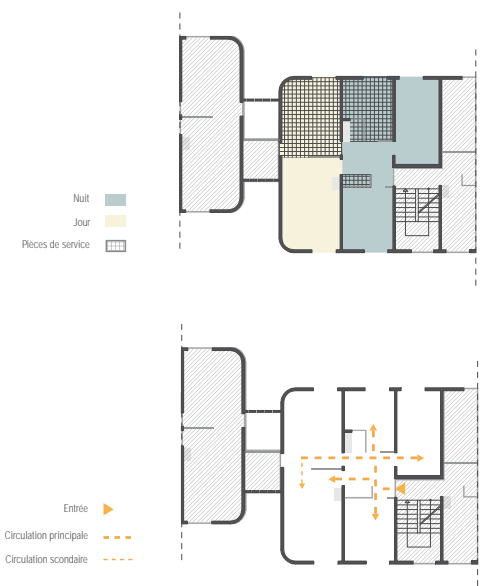 Nuit
Jour
Pièces de service
Entrée
Circulation principale
Circulation scondaire